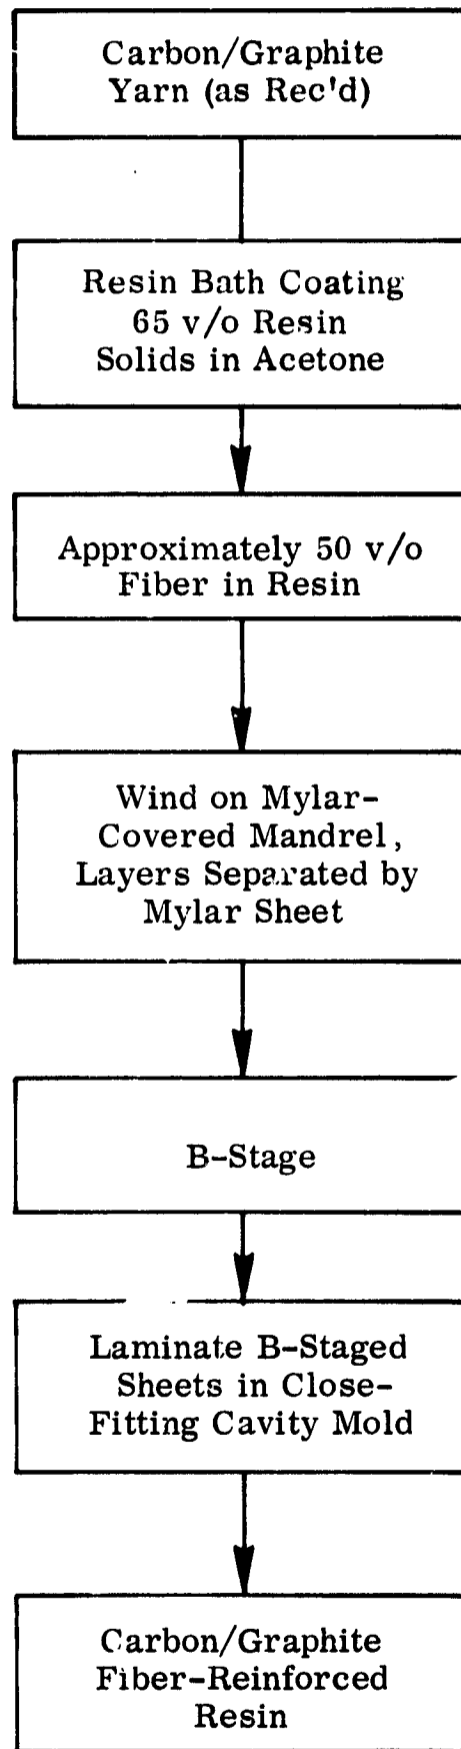 Carbon/Graphite
Yarn (as Rec'd)
Resin Bath Coating
65 v/o Resin
Solids in Acetone
Approximately 50 v/o
Fiber in Resin
Wind on Mylar-
Covered Mandrel,
Layers Separated by
Mylar Sheet
B-Stage
Laminate B-Staged
Sheets in Close-
Fitting Cavity Mold
Carbon/Graphite
Fiber-Reinforced
Resin